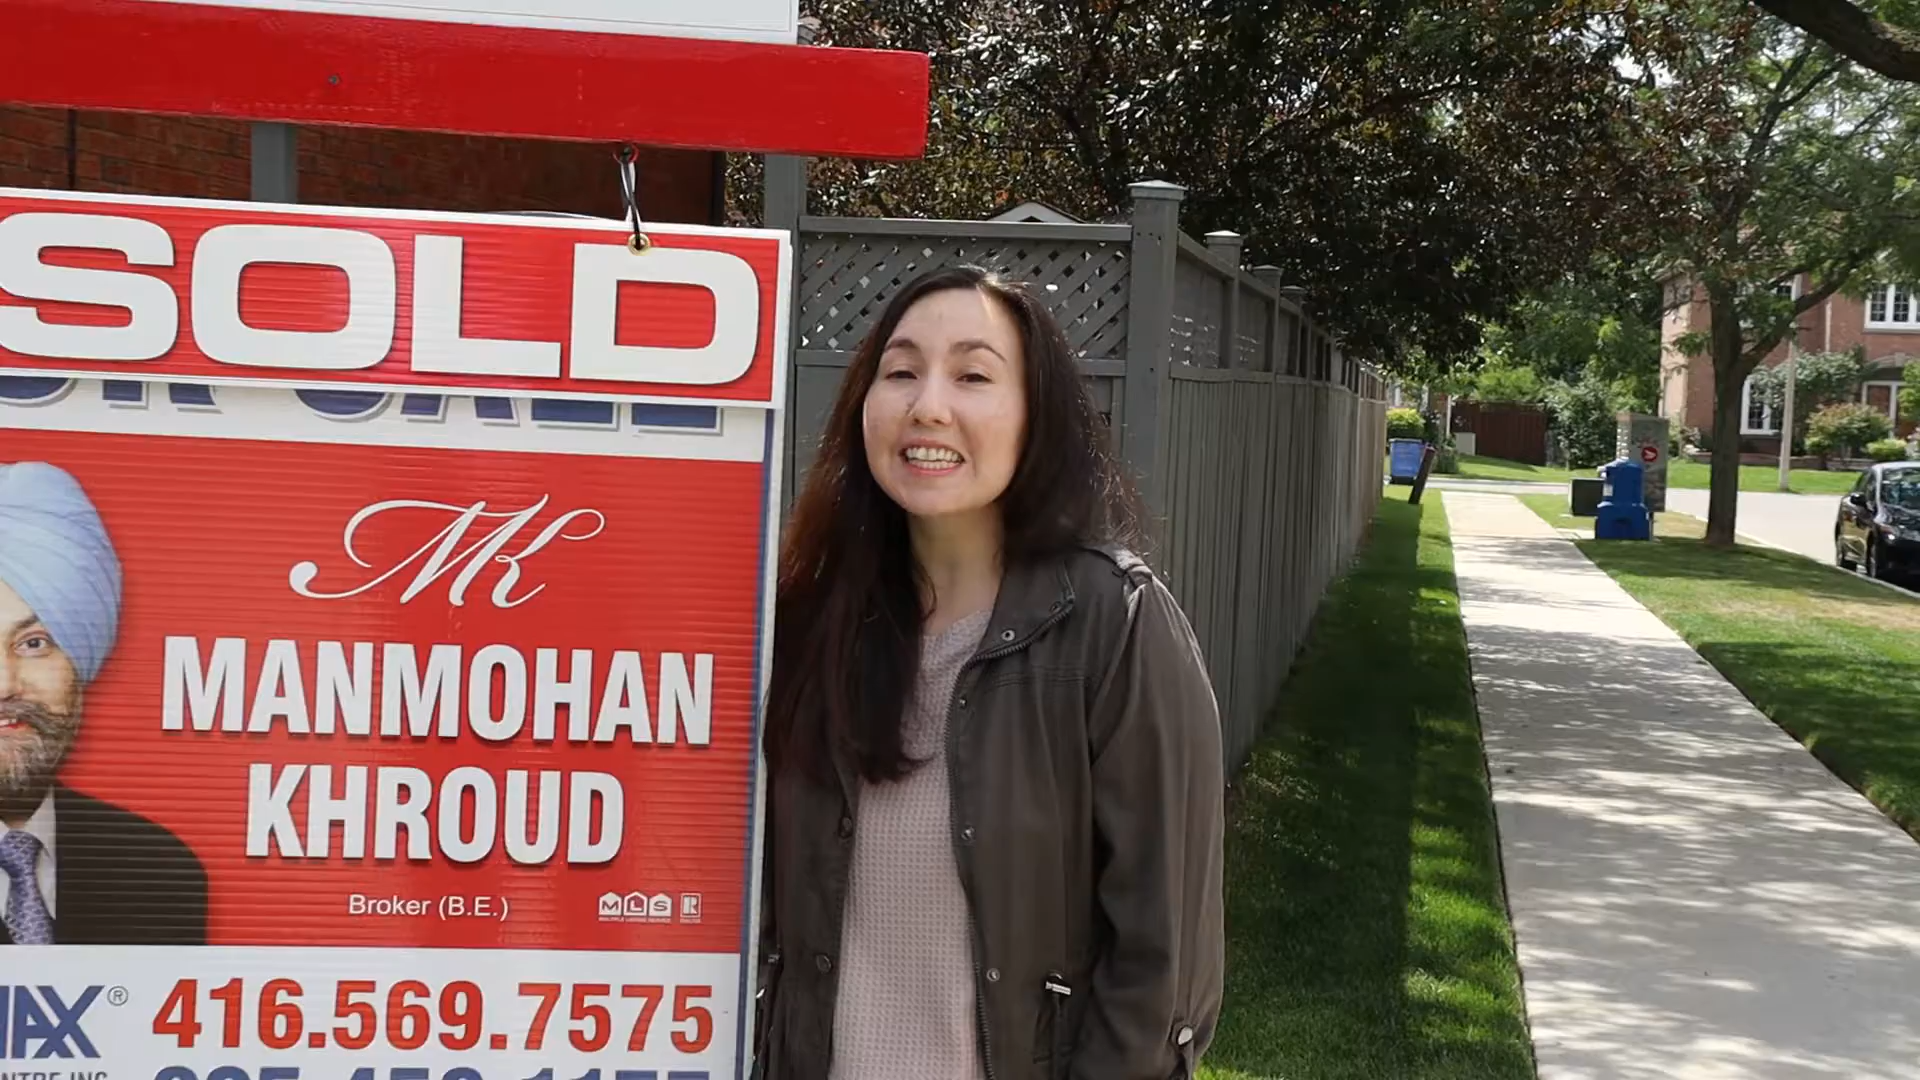 SOLD
MK
MANMOHAN
KHROUD
Broker (B.E.)
MLS R
416.569.7575